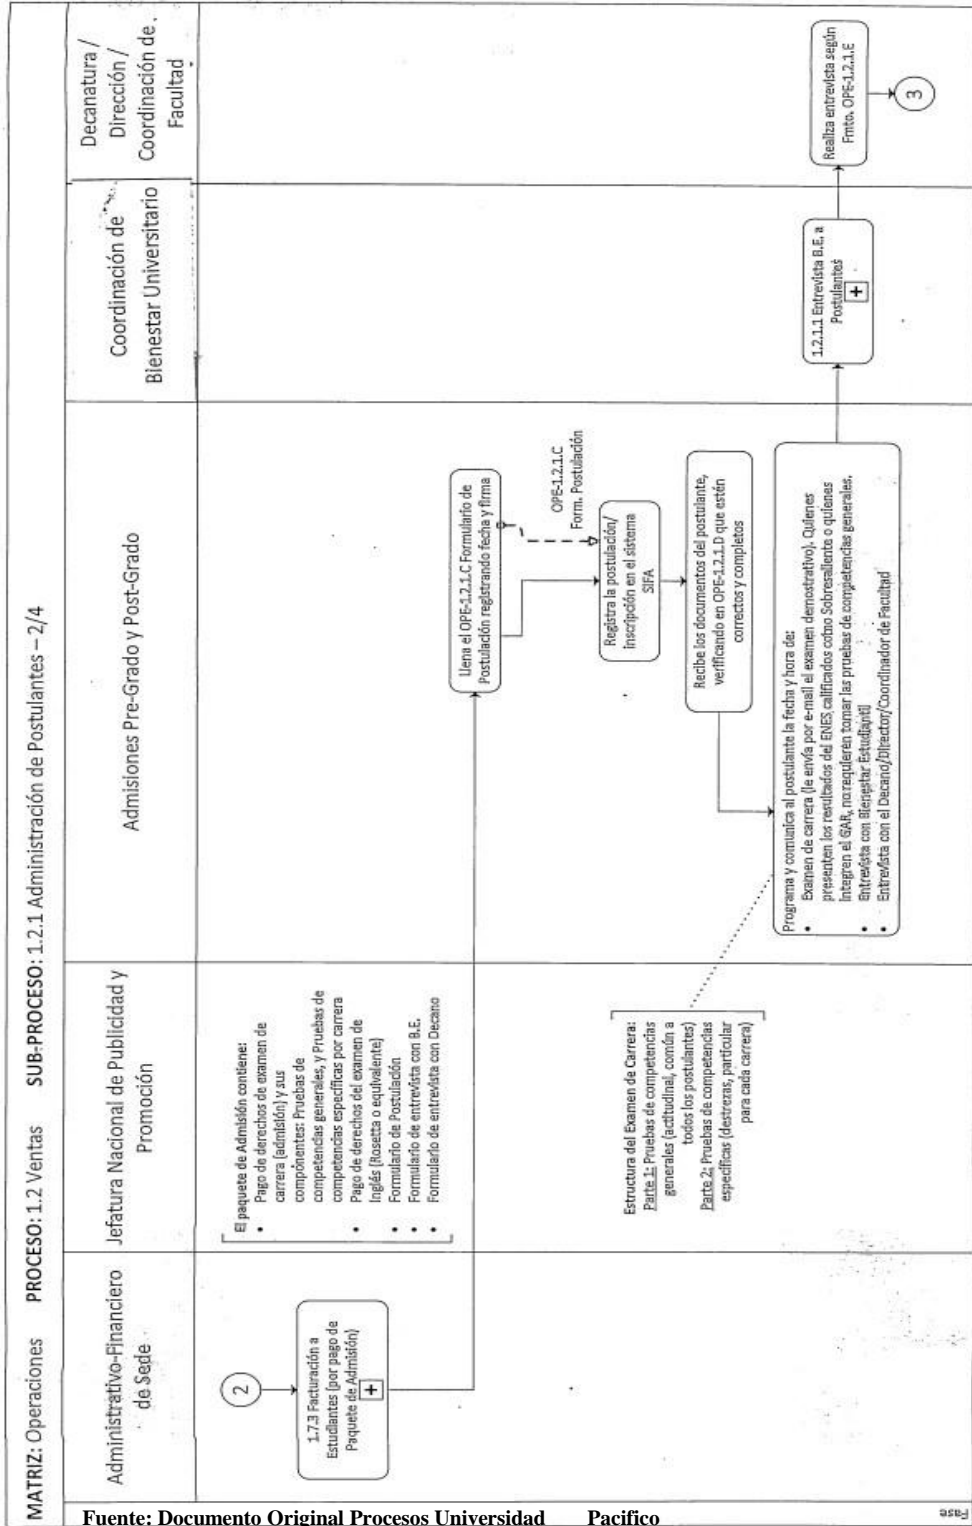 MATRIZ: Operaciones PROCESO: 1.2 Ventas SUB-PROCESO: 1.2.1 Administración de Postulantes – 2/4
Administrativo-Financiero
de Sede
Jefatura Nacional de Publicidad y
Promoción
Admisiones Pre-Grado y Post-Grado
Coordinación de
Bienestar Universitario
Decanatura /
Dirección /
Coordinación de
Facultad
2
1.7.3 Facturación a
Estudiantes (por pago de
Paquete de Admisión)
+
El paquete de Admisión contiene:
• Pago de derechos de examen de
carrera (admisión) y sus
componentes: Pruebas de
competencias generales, y Pruebas de
competencias específicas por carrera
• Pago de derechos del examen de
Inglés (Rosetta o equivalente)
• Formulario de Postulación
• Formulario de entrevista con B.E.
• Formulario de entrevista con Decano
Llena el OPE-1.2.1.C Formulario de
Postulación registrando fecha y firma
OPE-1.2.1.C
Form. Postulación
Registra la postulación/
inscripción en el sistema
SIFA
Recibe los documentos del postulante,
verificando en OPE-1.2.1.D que estén
correctos y completos
Estructura del Examen de Carrera:
Parte 1: Pruebas de competencias
generales (actitudinal, común a
todos los postulantes)
Parte 2: Pruebas de competencias
específicas (destrezas, particular
para cada carrera)
Programa y comunica al postulante la fecha y hora de:
• Examen de carrera (le envía por e-mail el examen demostrativo). Quienes
presenten los resultados del ENES calificados como Sobresaliente o quienes
integren el GAR, no requieren tomar las pruebas de competencias generales.
• Entrevista con Bienestar Estudiantil
• Entrevista con el Decano/Director/Coordinador de Facultad
1.2.1.1 Entrevista B.E. a
Postulantes
+
Realiza entrevista según
Fmto. OPE-1.2.1.E
3
Fase
Fuente: Documento Original Procesos Universidad Pacifico